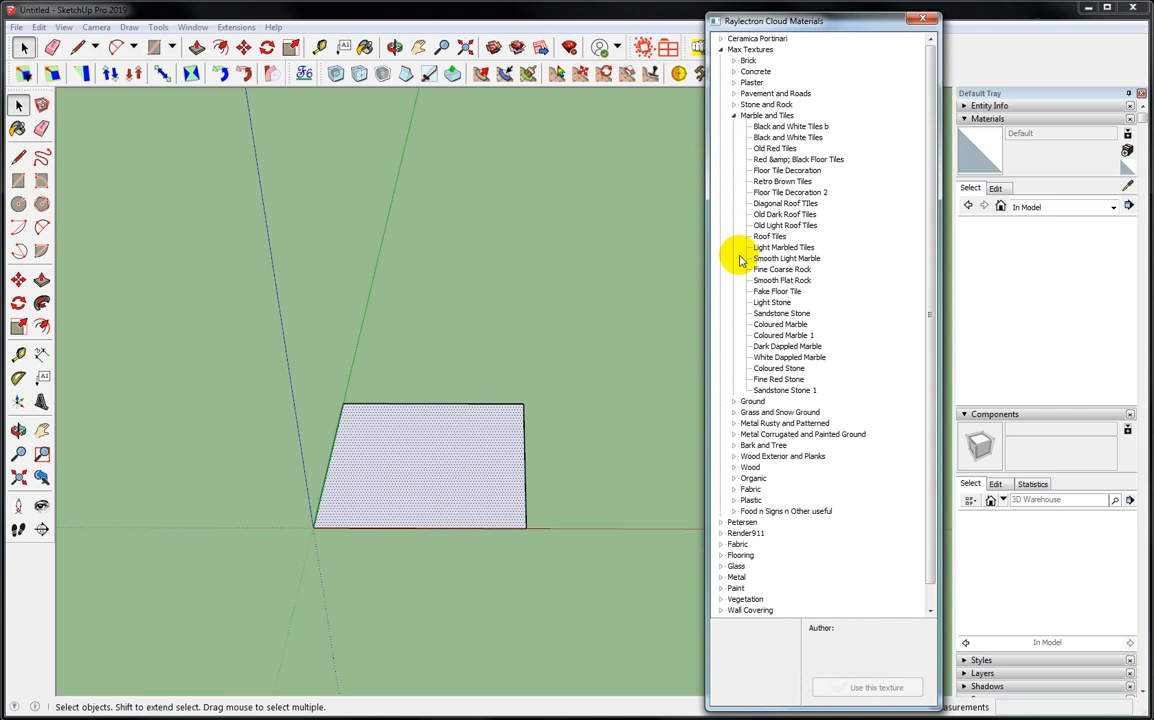 Untitled - SketchUp Pro 2019
File Edit View Camera Draw Tools Window Extensions Help
Raylectron Cloud Materials
Ceramica Portinari
Max Textures
Brick
Concrete
Plaster
Pavement and Roads
Stone and Rock
Marble and Tiles
Black and White Tiles b
Black and White Tiles
Old Red Tiles
Red &amp; Black Floor Tiles
Floor Tile Decoration
Retro Brown Tiles
Floor Tile Decoration 2
Diagonal Roof TIles
Old Dark Roof Tiles
Old Light Roof Tiles
Roof Tiles
Light Marbled Tiles
Smooth Light Marble
Fine Coarse Rock
Smooth Flat Rock
Fake Floor Tile
Light Stone
Sandstone Stone
Coloured Marble
Coloured Marble 1
Dark Dappled Marble
White Dappled Marble
Coloured Stone
Fine Red Stone
Sandstone Stone 1
Ground
Grass and Snow Ground
Metal Rusty and Patterned
Metal Corrugated and Painted Ground
Bark and Tree
Wood Exterior and Planks
Wood
Organic
Fabric
Plastic
Food n Signs n Other useful
Petersen
Render911
Fabric
Flooring
Glass
Metal
Paint
Vegetation
Wall Covering
Author:
Use this texture
Default Tray
Entity Info
Materials
Default
Select Edit
In Model
Components
Select Edit Statistics
3D Warehouse
In Model
Styles
Layers
Shadows
Select objects. Shift to extend select. Drag mouse to select multiple.
asurements